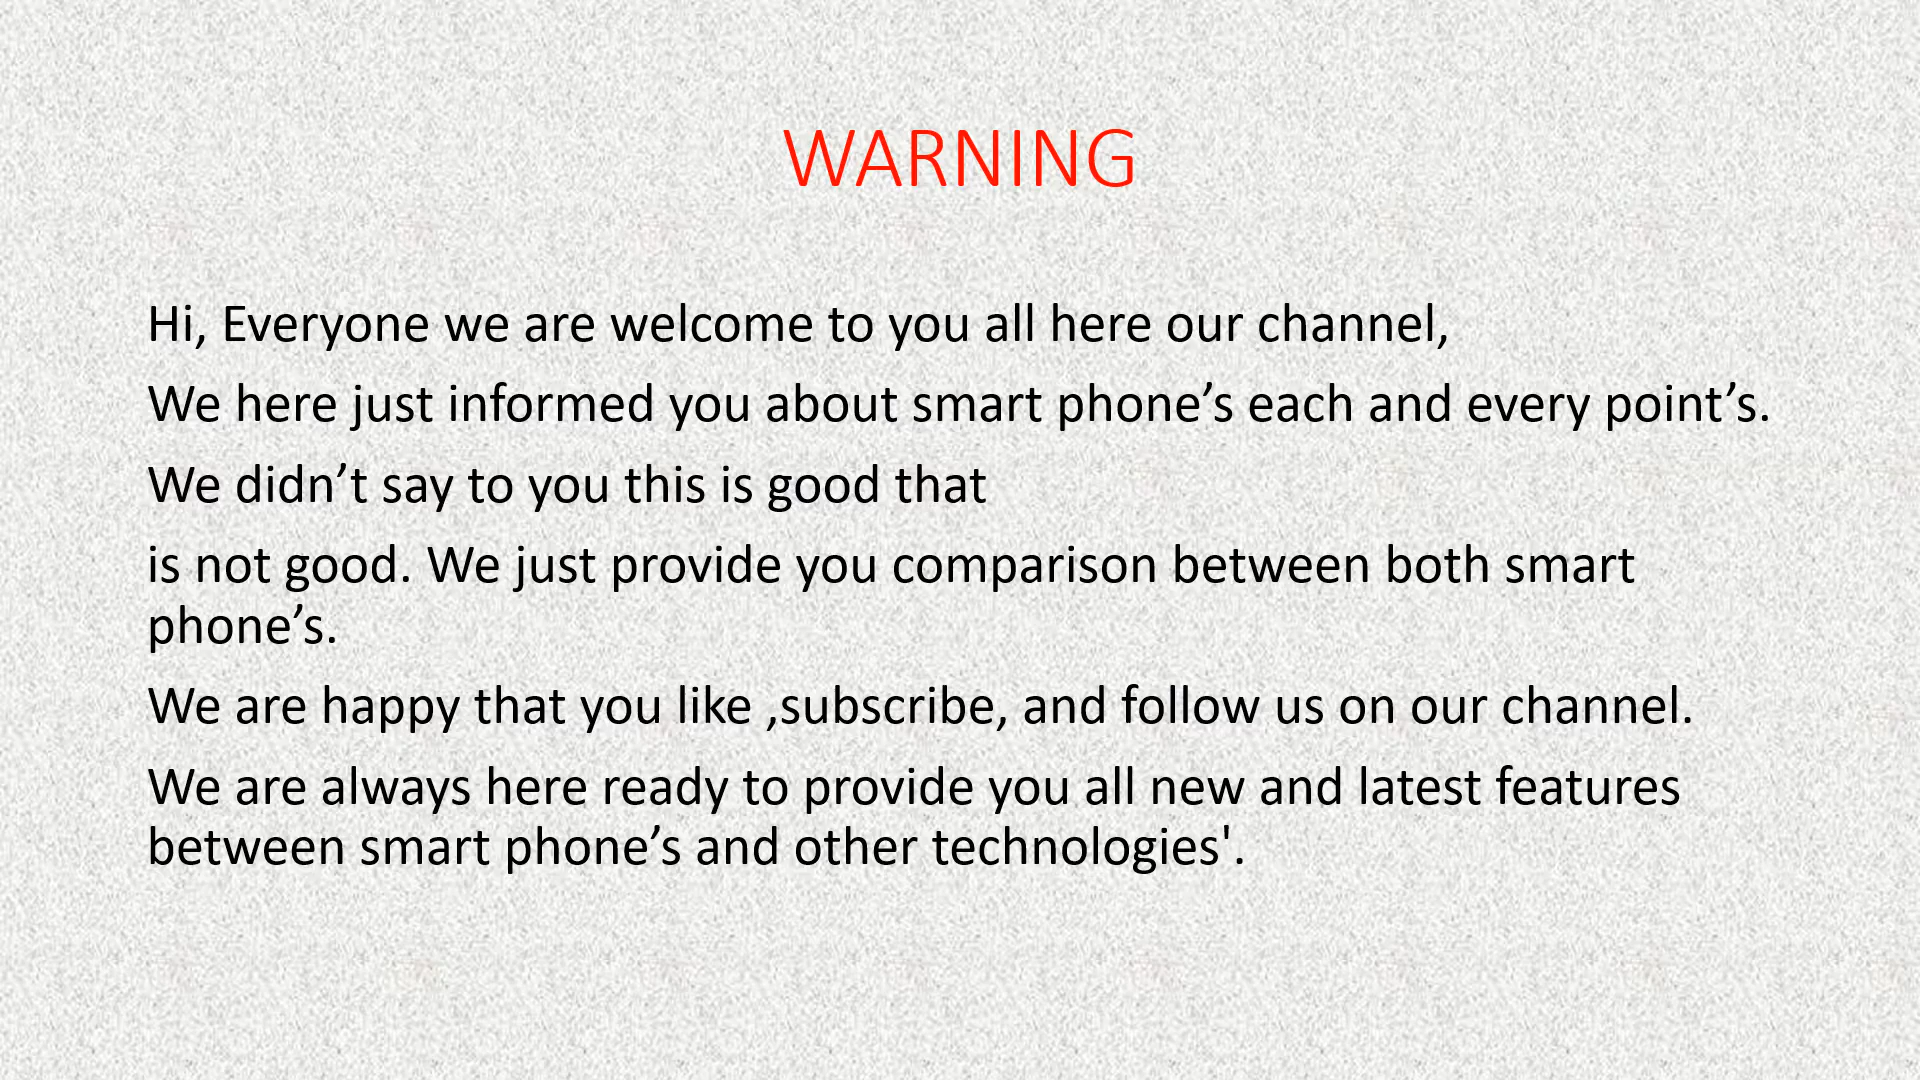 WARNING
Hi, Everyone we are welcome to you all here our channel,
We here just informed you about smart phone’s each and every point’s.
We didn’t say to you this is good that
is not good. We just provide you comparison between both smart
phone’s.
We are happy that you like ,subscribe, and follow us on our channel.
We are always here ready to provide you all new and latest features
between smart phone’s and other technologies'.